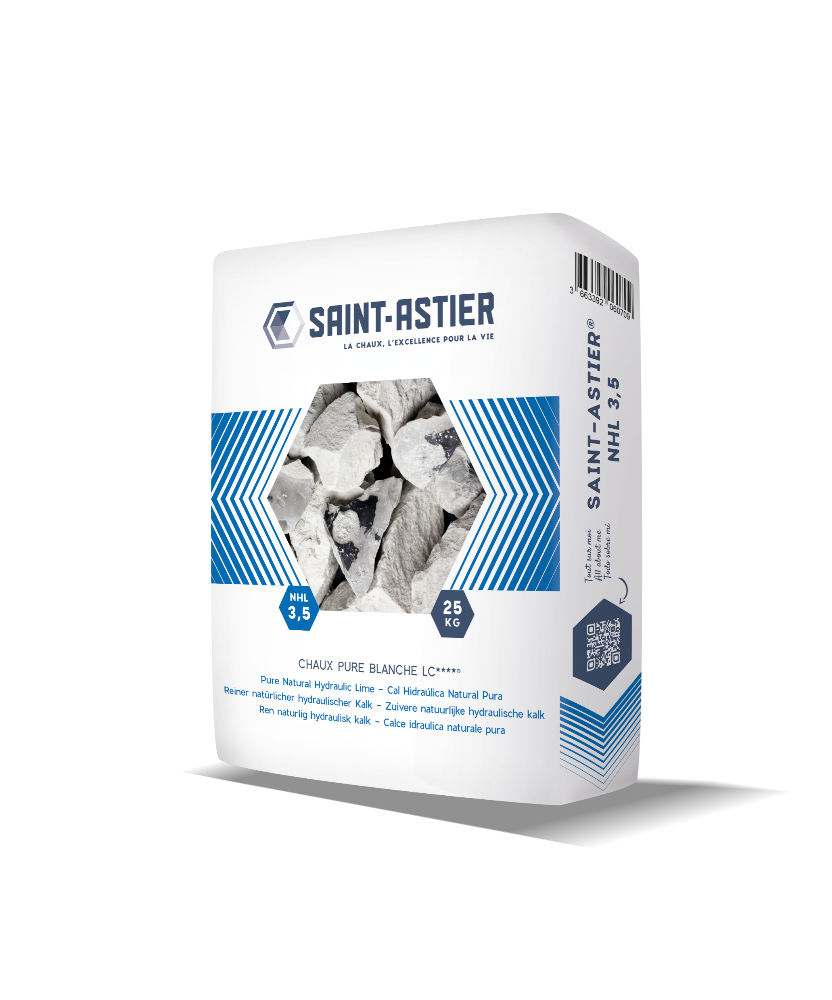 SAINT-ASTIER
LA CHAUX, L'EXCELLENCE POUR LA VIE
NHL
3,5
25
KG
CHAUX PURE BLANCHE LC****®
Pure Natural Hydraulic Lime – Cal Hidraúlica Natural Pura
Reiner natürlicher hydraulischer Kalk – Zuivere natuurlijke hydraulische kalk
Ren naturlig hydraulisk kalk – Calce idraulica naturale pura
3 663392 060709
SAINT-ASTIER®
NHL 3,5
Tout sur moi
All about me
Todo sobre mí